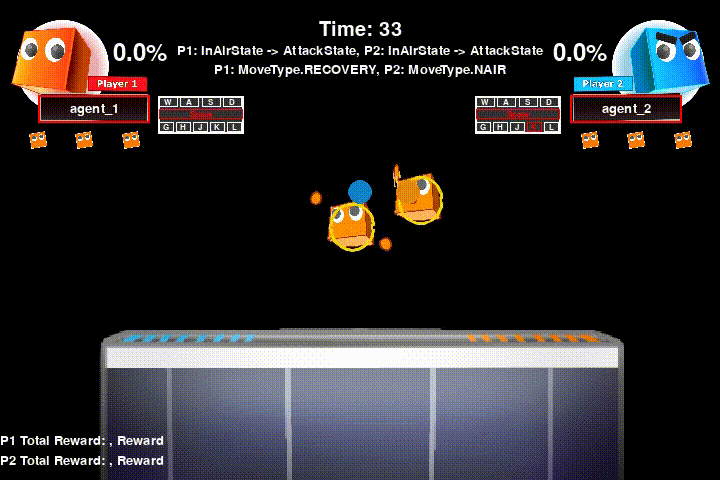 Time: 33
P1: InAirState -> AttackState, P2: InAirState -> AttackState
P1: MoveType.RECOVERY, P2: MoveType.NAIR
0.0%
0.0%
Player 1
Player 2
agent_1
agent_2
W A S D
G H J K L
W A S D
G H J L
P1 Total Reward: , Reward
P2 Total Reward: , Reward